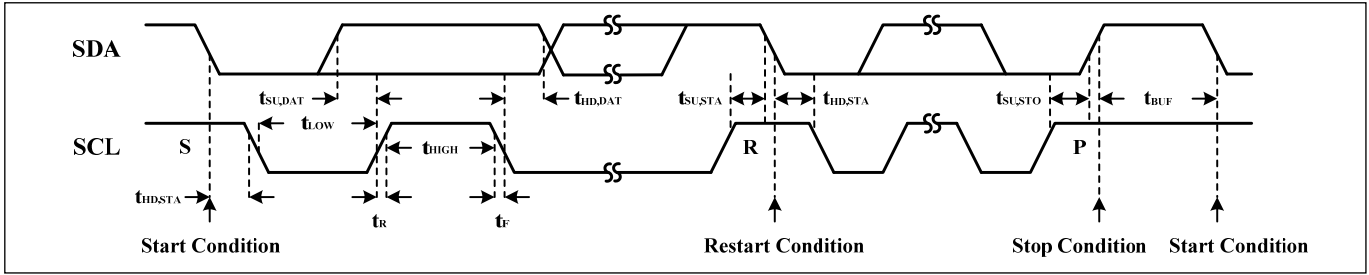 SDA
tSU,DAT
tHD,DAT
tSU,STA
tHD,STA
tSU,STO
tBUF
tLOW
SCL
S
tHIGH
R
P
tHD,STA
tR
tF
Start Condition
Restart Condition
Stop Condition
Start Condition